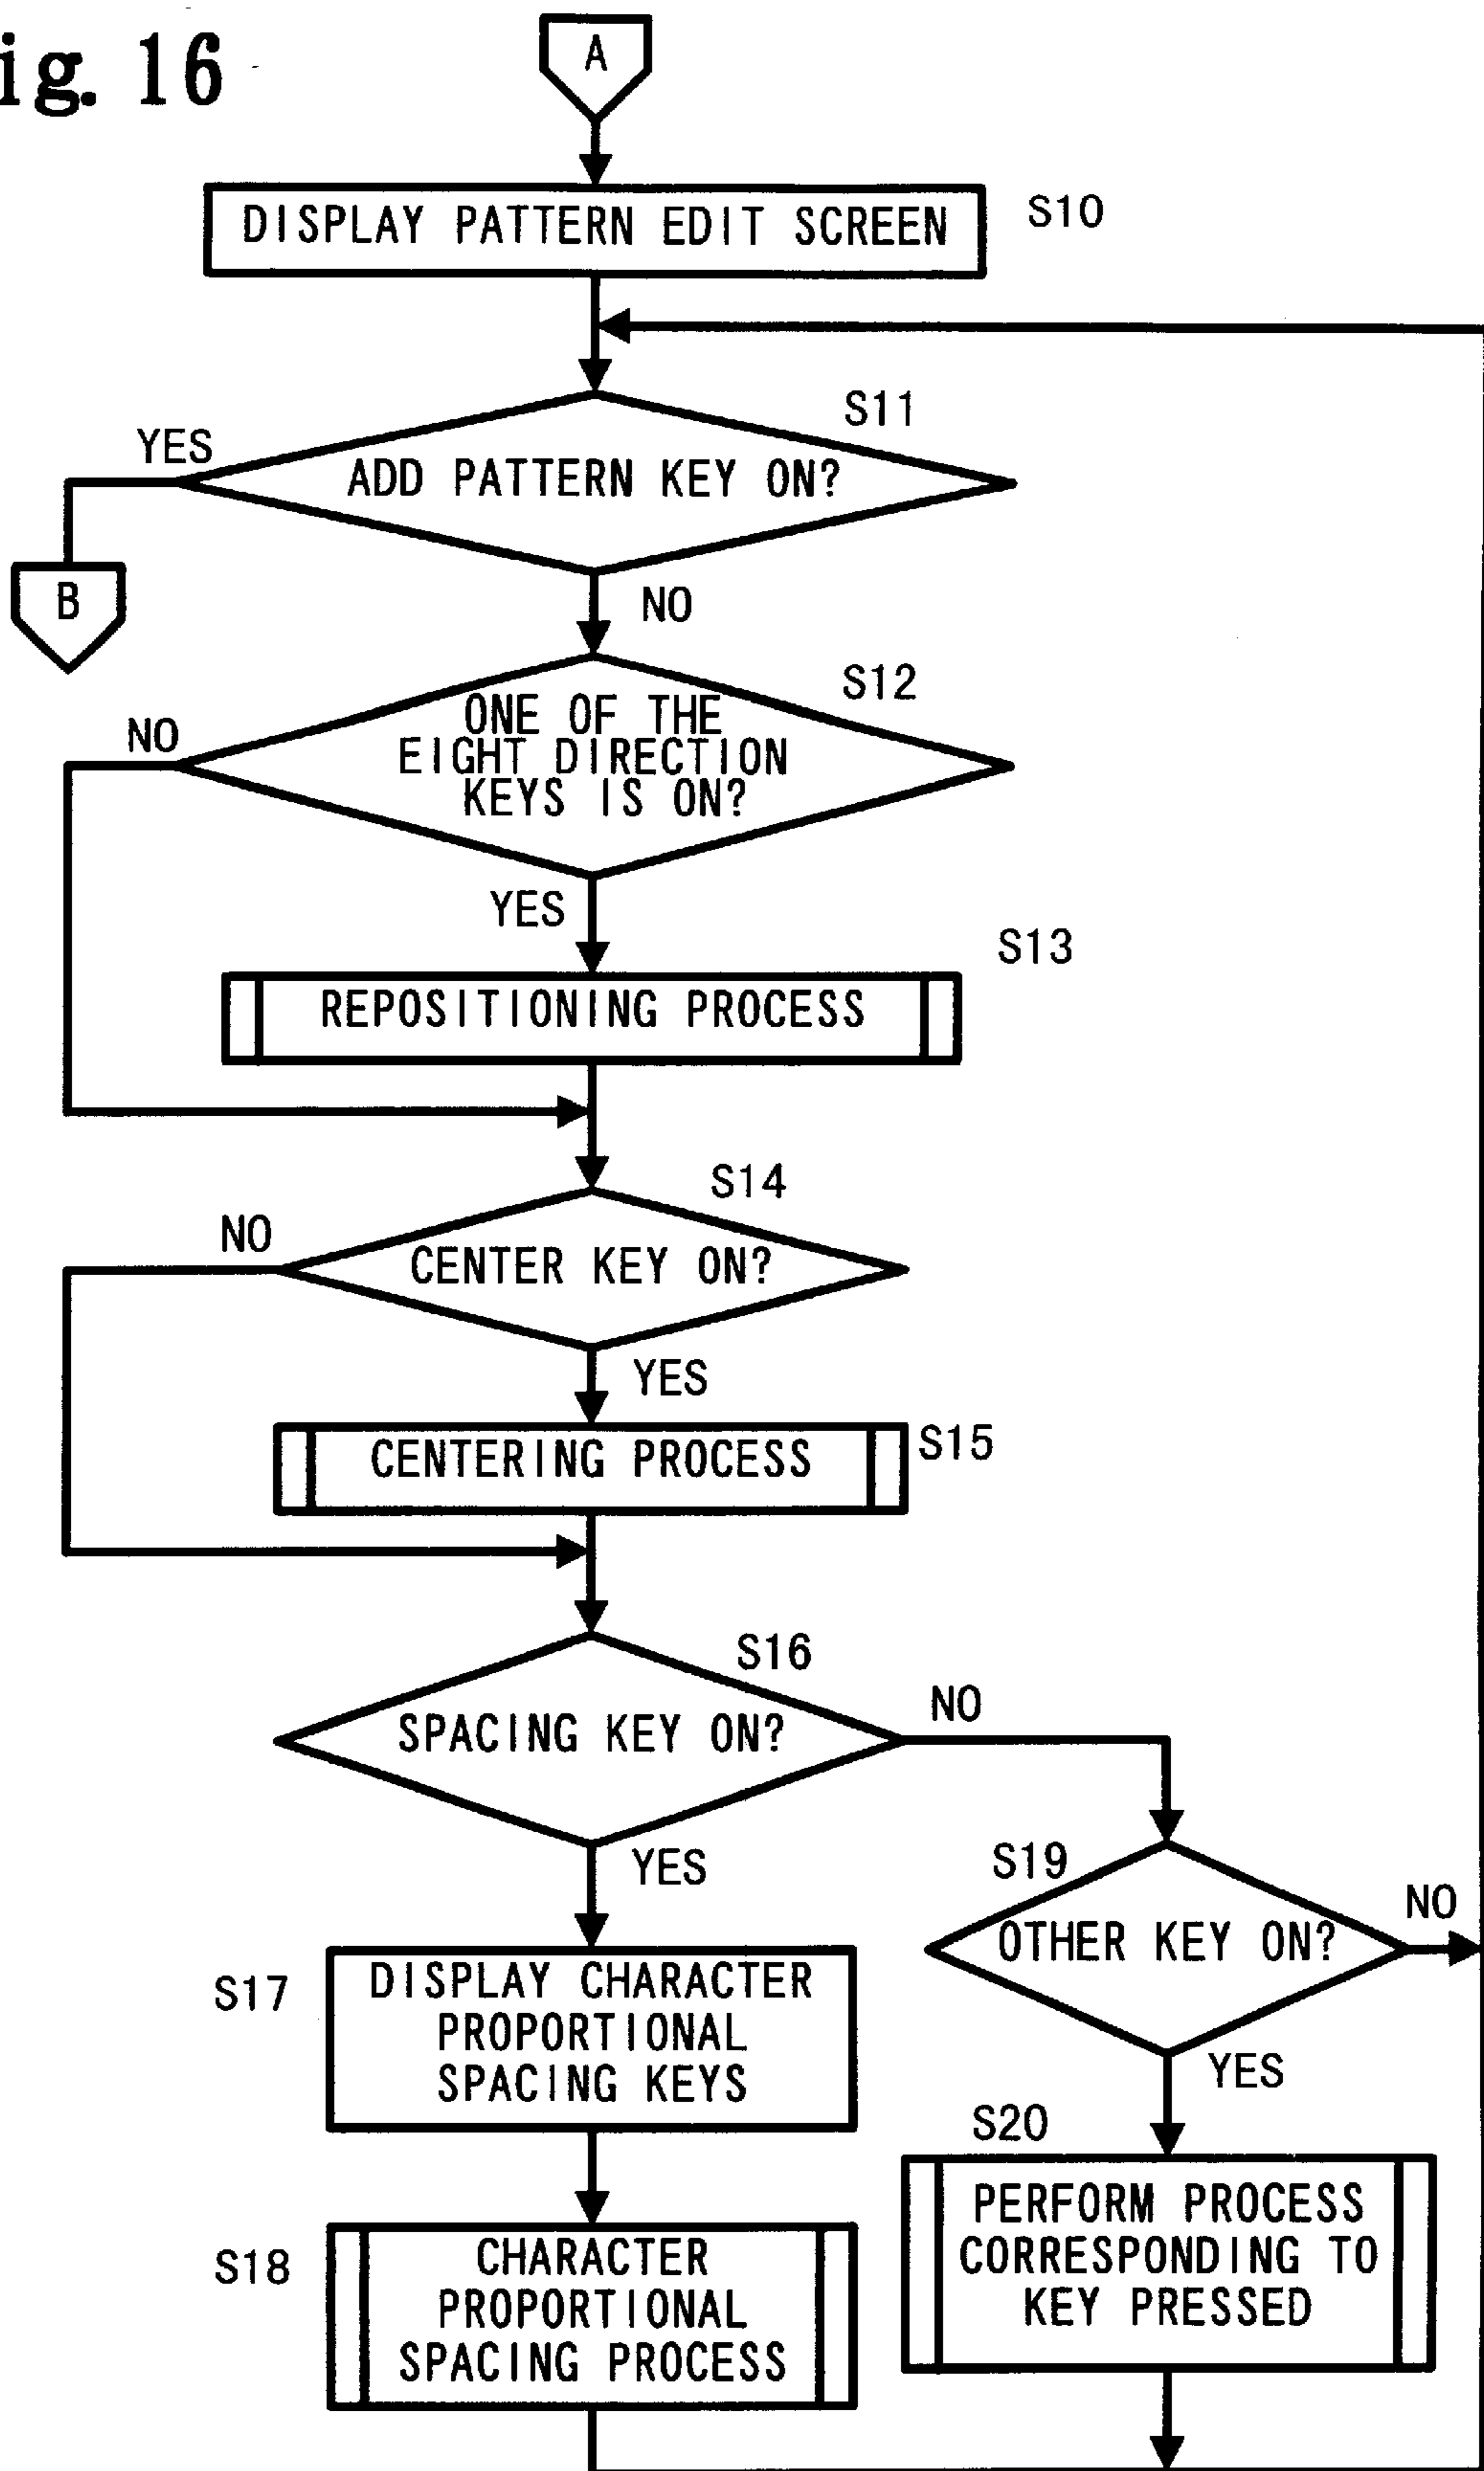 ig. 16
A
DISPLAY PATTERN EDIT SCREEN
S10
S11
YES
ADD PATTERN KEY ON?
B
NO
S12
NO
ONE OF THE
EIGHT DIRECTION
KEYS IS ON?
YES
S13
REPOSITIONING PROCESS
S14
NO
CENTER KEY ON?
YES
CENTERING PROCESS
S15
S16
NO
SPACING KEY ON?
YES
S19
NO
OTHER KEY ON?
S17
DISPLAY CHARACTER
PROPORTIONAL
SPACING KEYS
YES
S20
S18
CHARACTER
PROPORTIONAL
SPACING PROCESS
PERFORM PROCESS
CORRESPONDING TO
KEY PRESSED